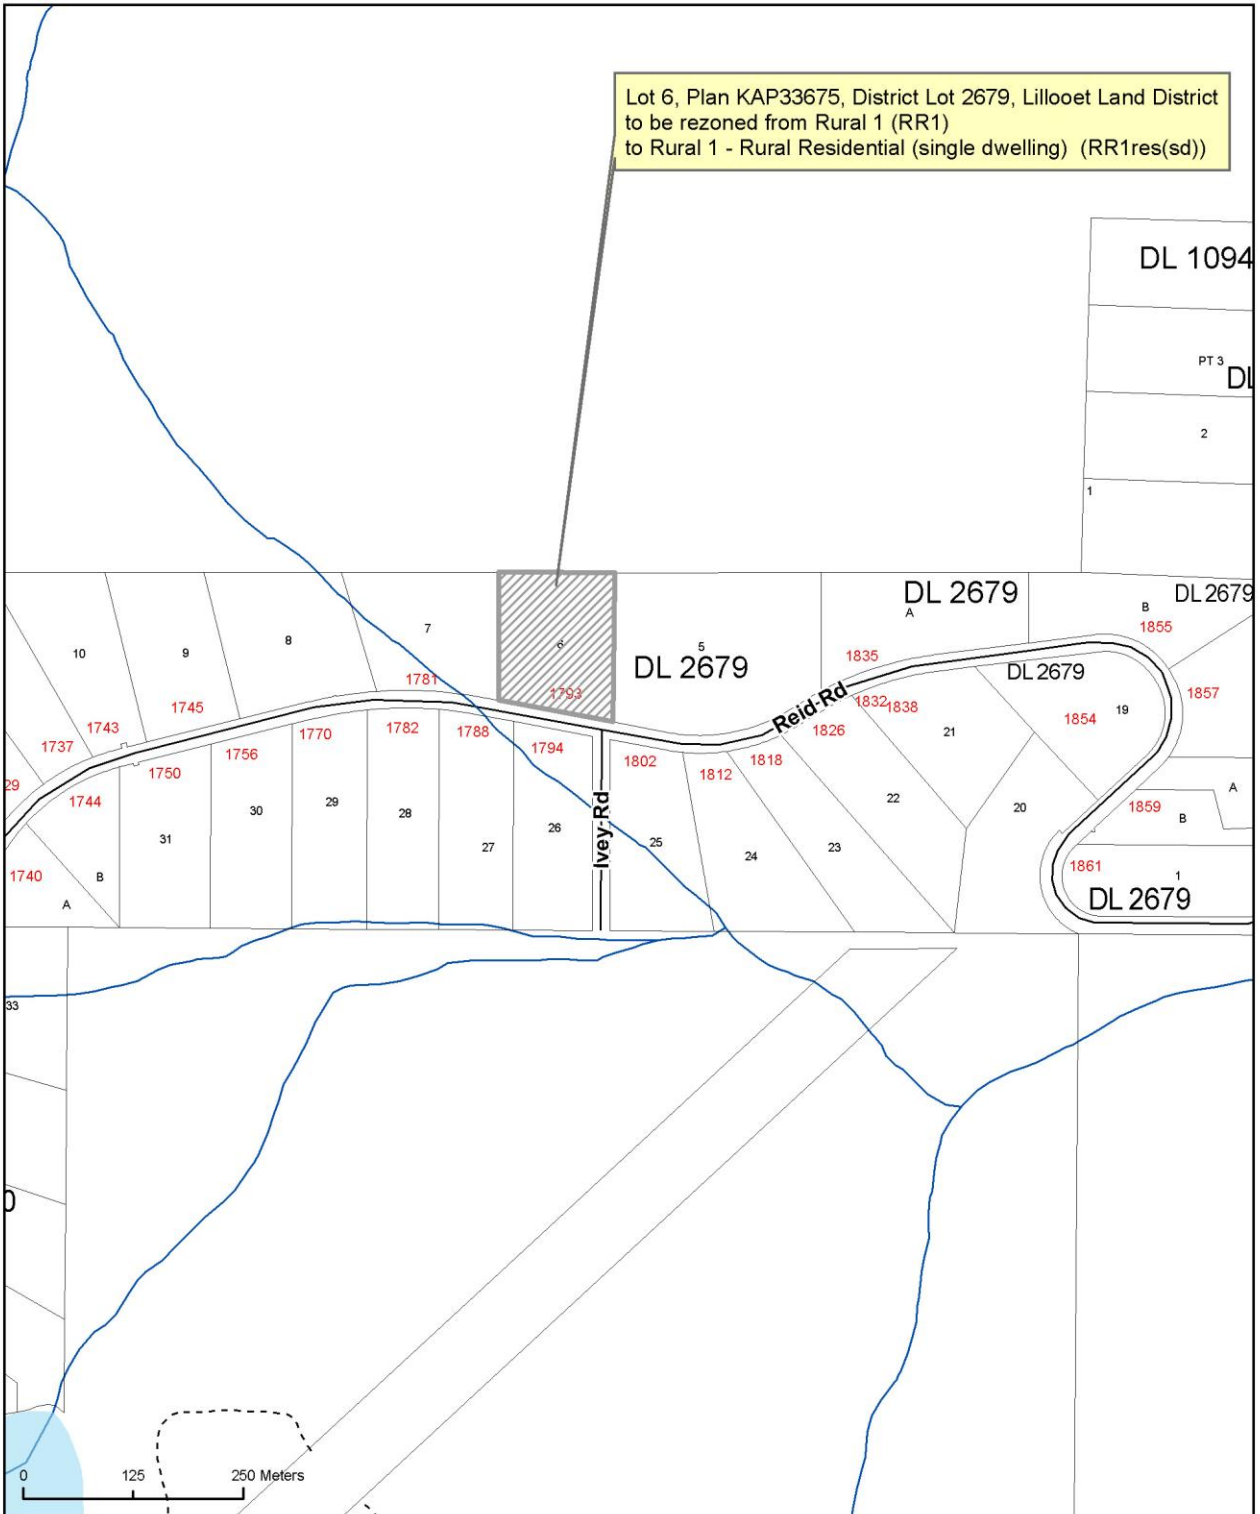 Lot 6, Plan KAP33675, District Lot 2679, Lillooet Land District
to be rezoned from Rural 1 (RR1)
to Rural 1 - Rural Residential (single dwelling) (RR1res(sd))
DL 1094
PT 3
DL
2
1
DL 2679
A
DL 2679
B
1855
7
6
5
DL 2679
8
9
10
1835
1781
1793
1745
1743
1737
29
1744
1750
1756
1770
1782
1788
1794
1802
1812
1818
1826
1832
1838
1854
19
1857
DL 2679
Reid Rd
Ivey Rd
21
22
20
23
24
25
26
27
28
29
30
31
B
A
1740
1859
B
A
1861
1
DL 2679
33
0
0 125 250 Meters